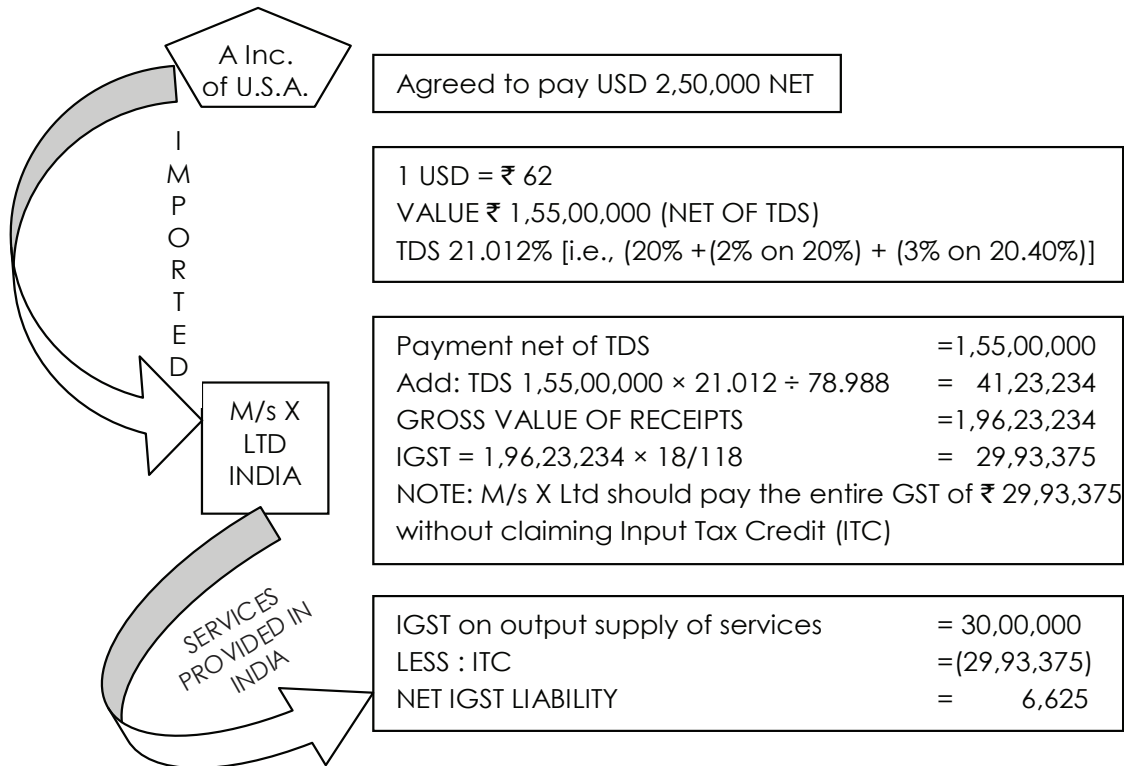 A Inc.
of U.S.A.
Agreed to pay USD 2,50,000 NET
IMPORTED
1 USD = ₹ 62
VALUE ₹ 1,55,00,000 (NET OF TDS)
TDS 21.012% [i.e., (20% +(2% on 20%) + (3% on 20.40%)]
M/s X
LTD
INDIA
Payment net of TDS =1,55,00,000
Add: TDS 1,55,00,000 × 21.012 ÷ 78.988 = 41,23,234
GROSS VALUE OF RECEIPTS =1,96,23,234
IGST = 1,96,23,234 × 18/118 = 29,93,375
NOTE: M/s X Ltd should pay the entire GST of ₹ 29,93,375
without claiming Input Tax Credit (ITC)
SERVICES
PROVIDED IN
INDIA
IGST on output supply of services = 30,00,000
LESS : ITC =(29,93,375)
NET IGST LIABILITY = 6,625